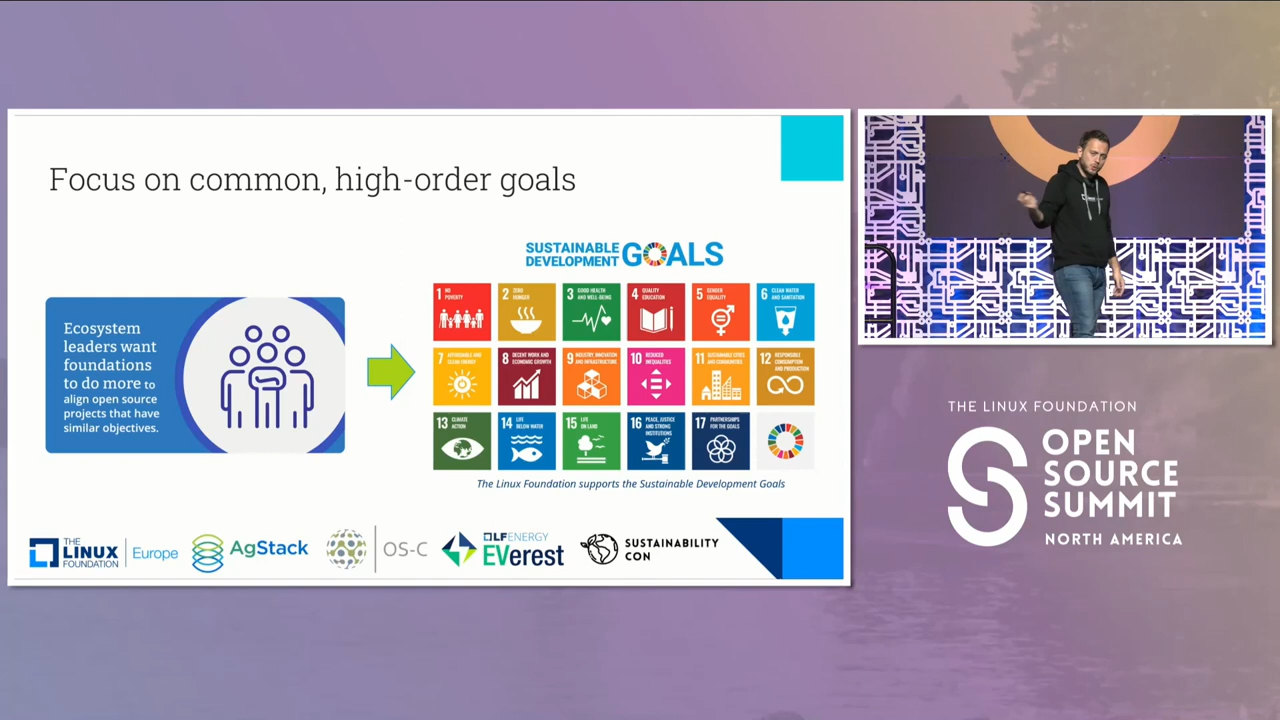 Focus on common, high-order goals
SUSTAINABLE
DEVELOPMENT
GOALS
Ecosystem
leaders want
foundations
to do more to
align open source
projects that have
similar objectives.
1 NO
POVERTY
2 ZERO
HUNGER
3 GOOD HEALTH
AND WELL-BEING
4 QUALITY
EDUCATION
5 GENDER
EQUALITY
6 CLEAN WATER
AND SANITATION
7 AFFORDABLE AND
CLEAN ENERGY
8 DECENT WORK AND
ECONOMIC GROWTH
9 INDUSTRY, INNOVATION
AND INFRASTRUCTURE
10 REDUCED
INEQUALITIES
11 SUSTAINABLE CITIES
AND COMMUNITIES
12 RESPONSIBLE
CONSUMPTION
AND PRODUCTION
13 CLIMATE
ACTION
14 LIFE
BELOW WATER
15 LIFE
ON LAND
16 PEACE, JUSTICE
AND STRONG
INSTITUTIONS
17 PARTNERSHIPS
FOR THE GOALS
The Linux Foundation supports the Sustainable Development Goals
THE
LINUX
FOUNDATION
Europe
AgStack
OS-C
LFENERGY
EVerest
SUSTAINABILITY
CON
THE LINUX FOUNDATION
OPEN
SOURCE
SUMMIT
NORTH AMERICA